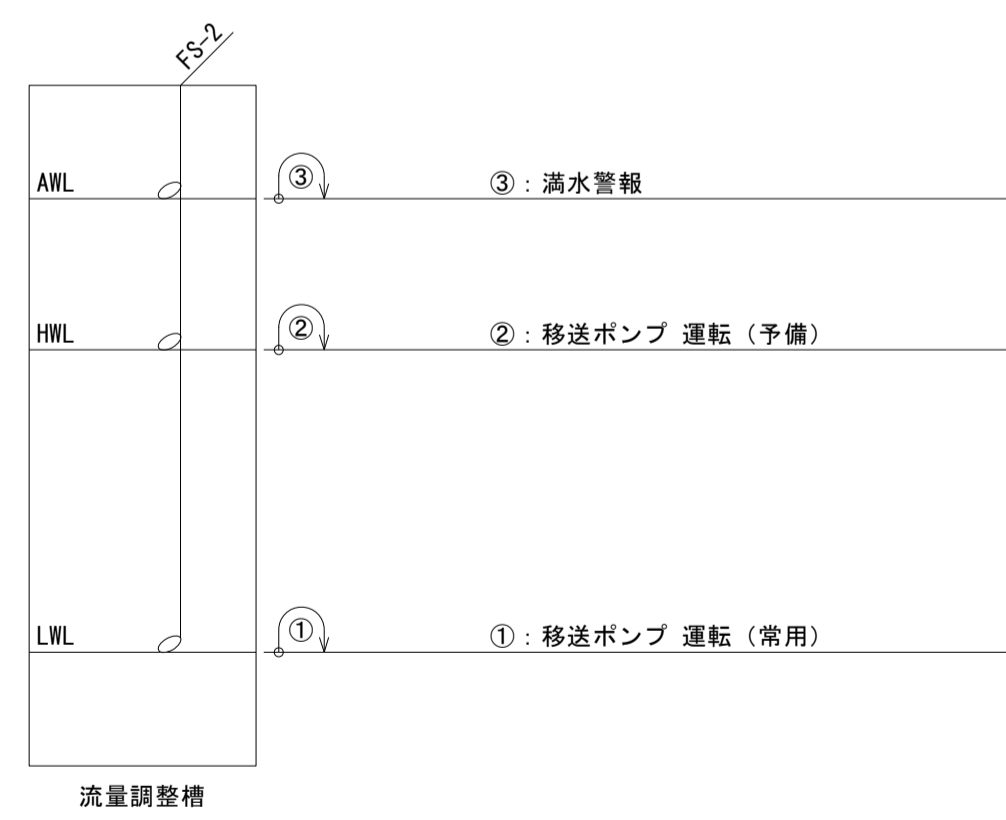 FS-2
AWL ③ ③：満水警報
HWL ② ②：移送ポンプ 運転（予備）
LWL ① ①：移送ポンプ 運転（常用）
流量調整槽